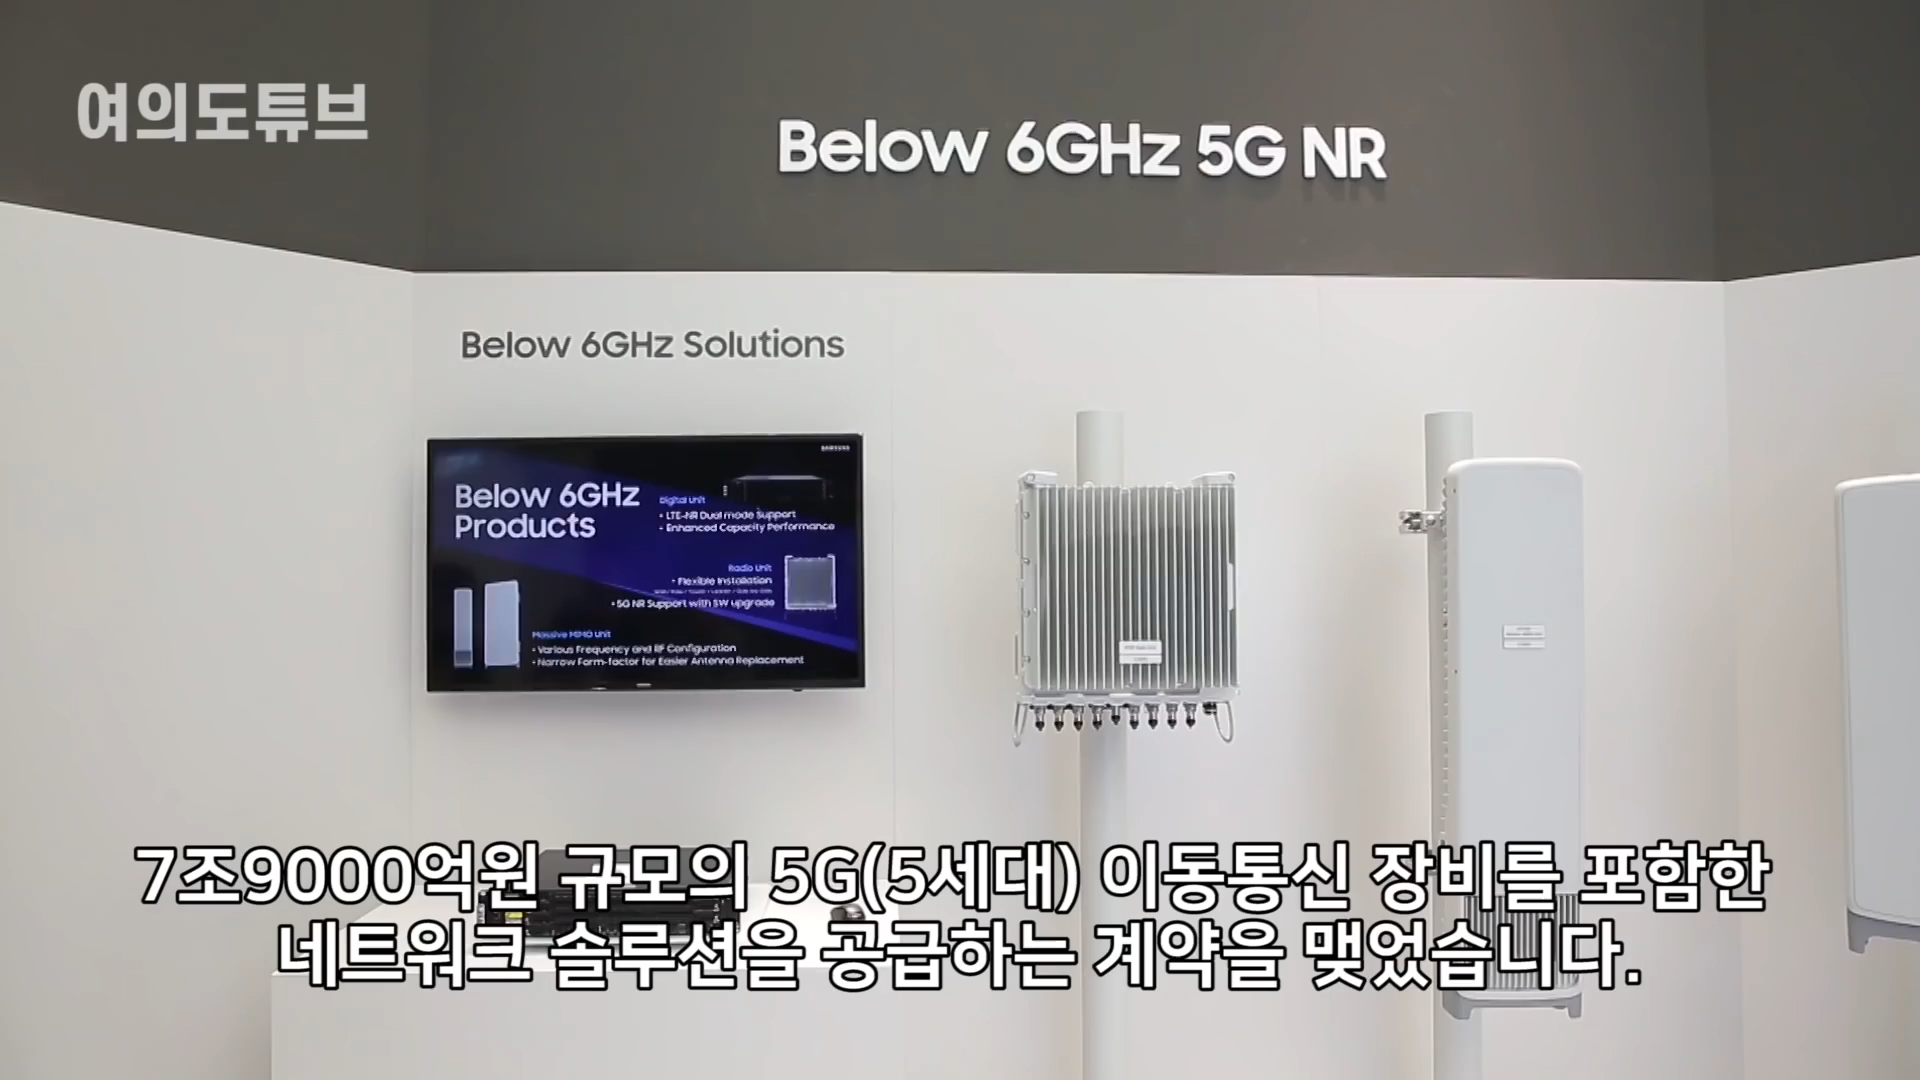 여의도튜브
Below 6GHz 5G NR
Below 6GHz Solutions
SAMSUNG
Below 6GHz
Products
Digital Unit
• LTE-NR Dual mode Support
• Enhanced Capacity Performance
Radio Unit
• Flexible Installation
• 5G NR Support with SW upgrade
Massive MIMO Unit
• Various Frequency and RF Configuration
• Narrow Form-factor for Easier Antenna Replacement
7조9000억원 규모의 5G(5세대) 이동통신 장비를 포함한
네트워크 솔루션을 공급하는 계약을 맺었습니다.